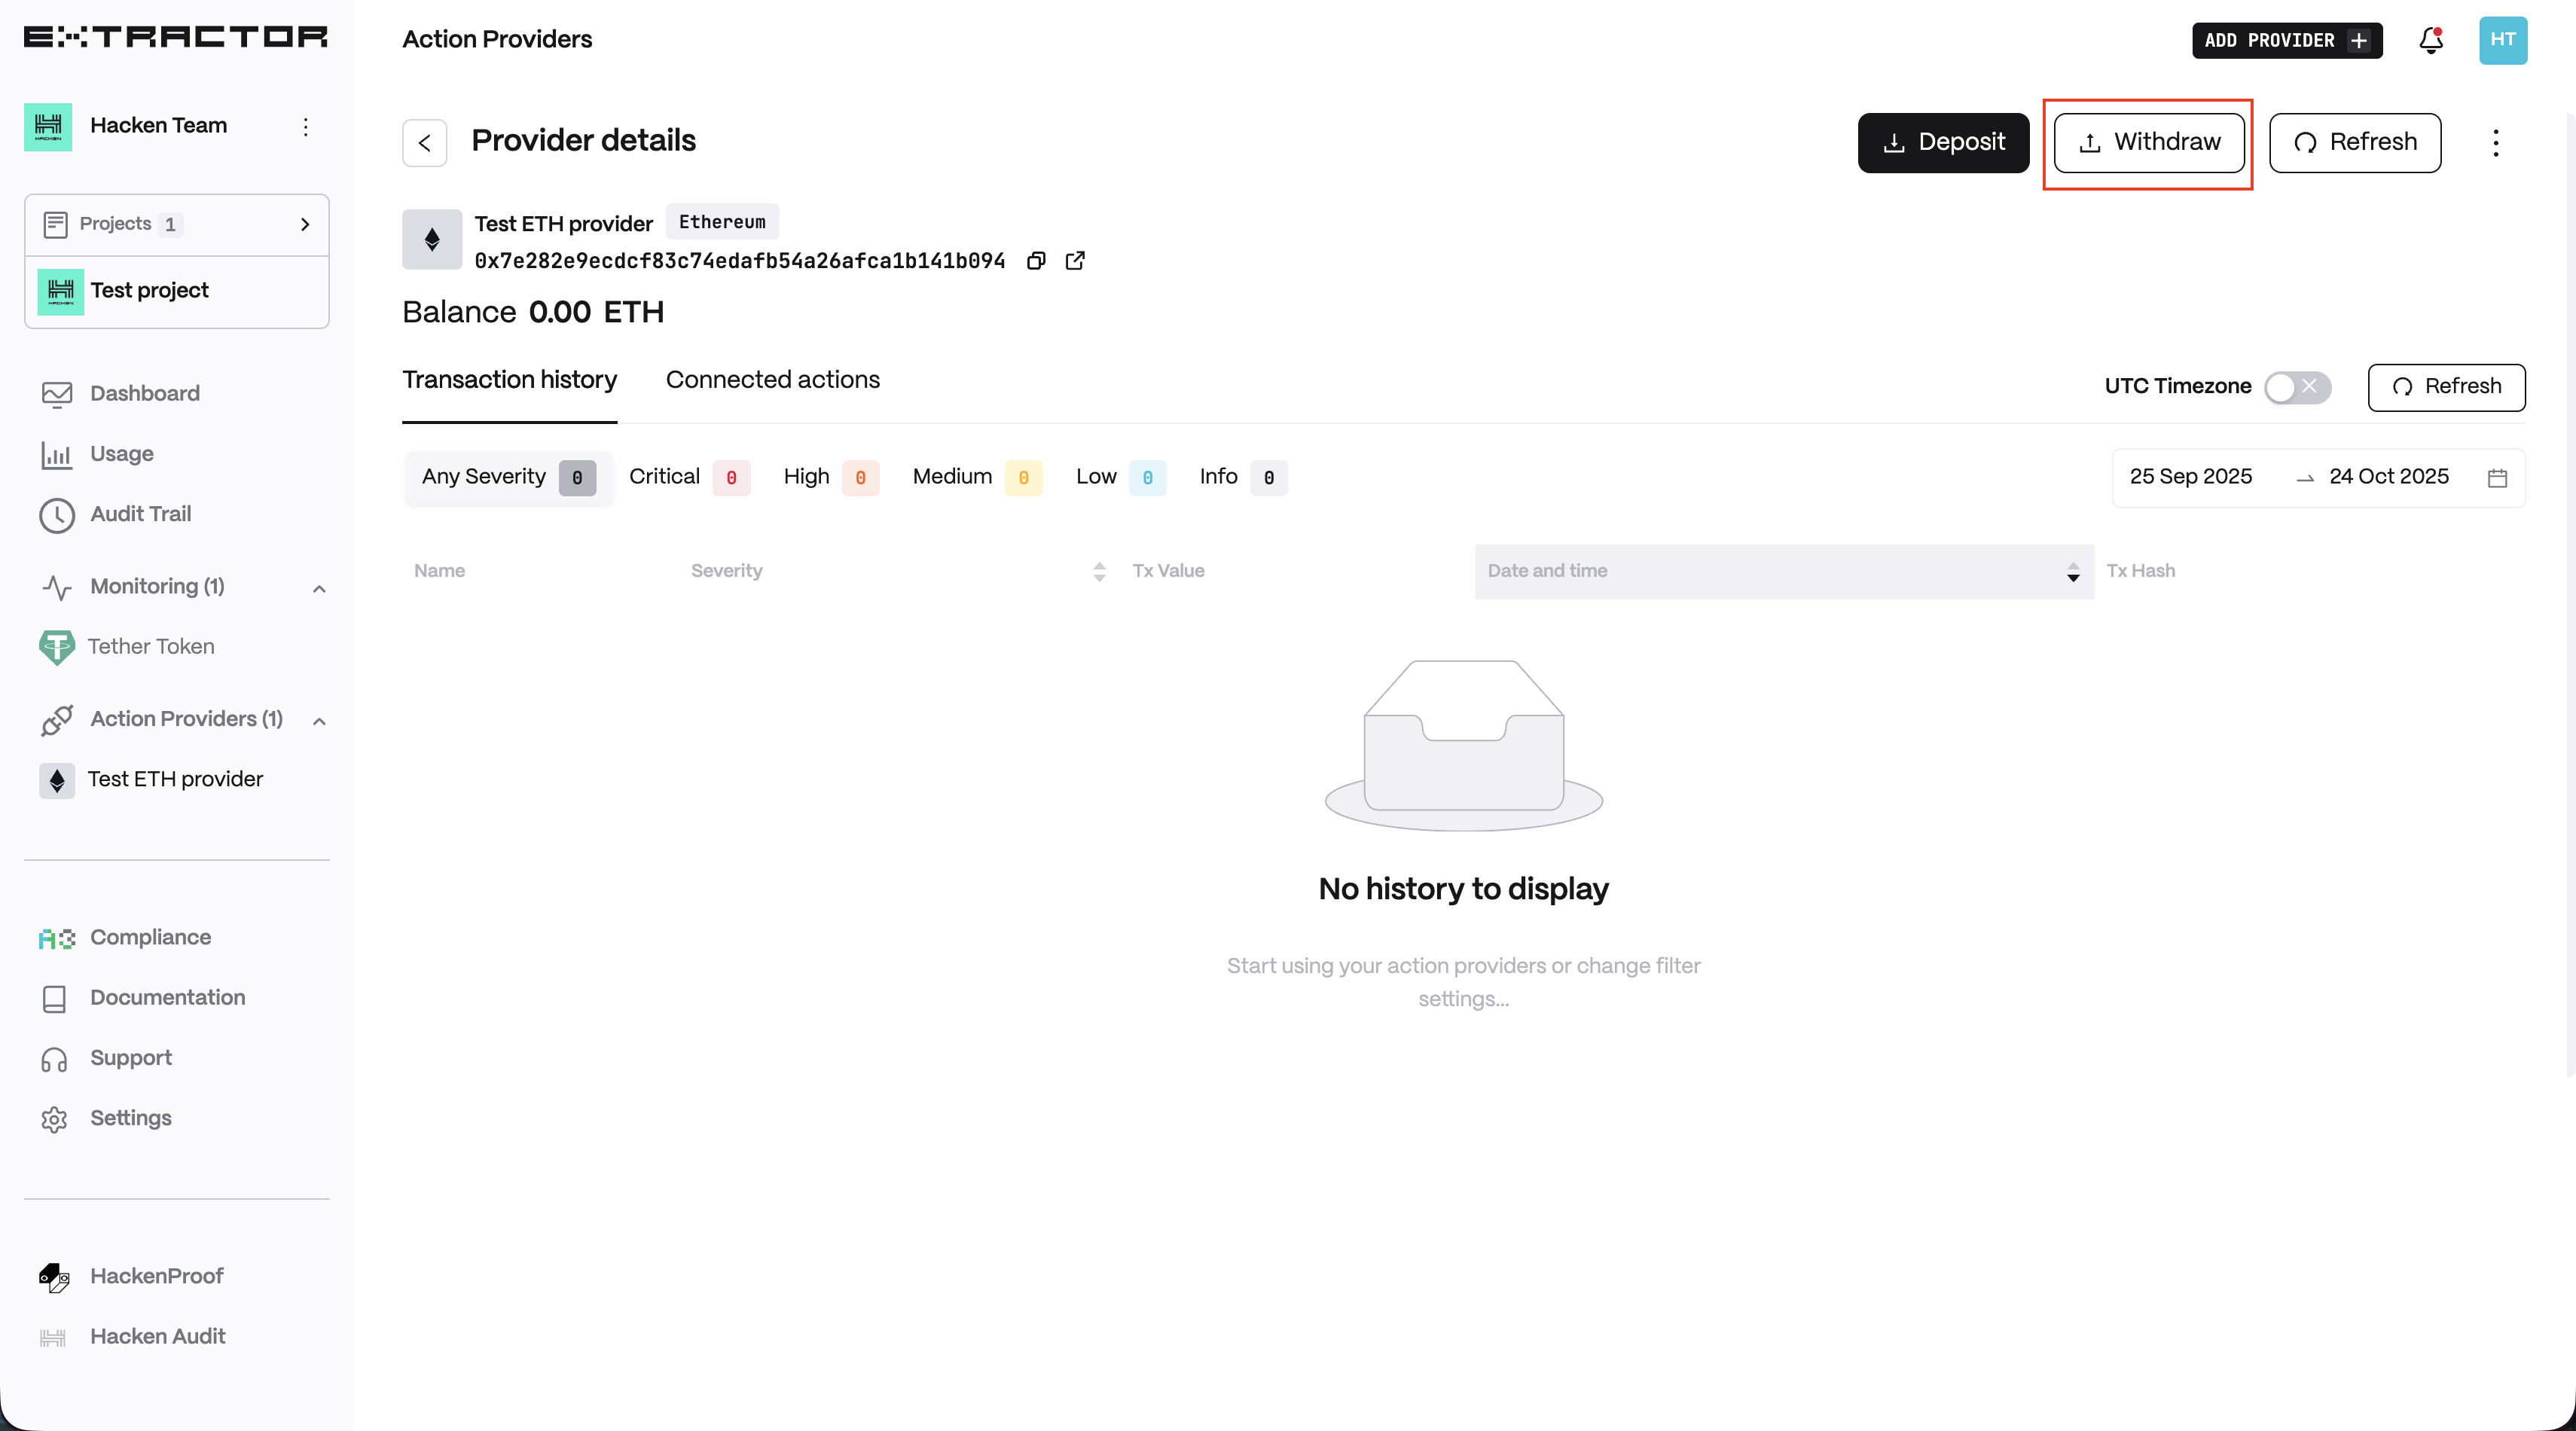 EXTRACTOR
Action Providers
ADD PROVIDER +
HT
HACKEN
Hacken Team
Projects 1
HACKEN
Test project
Dashboard
Usage
Audit Trail
Monitoring (1)
Tether Token
Action Providers (1)
Test ETH provider
Compliance
Documentation
Support
Settings
HackenProof
Hacken Audit
Provider details
Deposit
Withdraw
Refresh
Test ETH provider Ethereum
0x7e282e9ecdcf83c74edafb54a26afca1b141b094
Balance 0.00 ETH
Transaction history Connected actions
UTC Timezone
Refresh
Any Severity 0 Critical 0 High 0 Medium 0 Low 0 Info 0
25 Sep 2025 → 24 Oct 2025
Name Severity Tx Value Date and time Tx Hash
No history to display
Start using your action providers or change filter
settings...